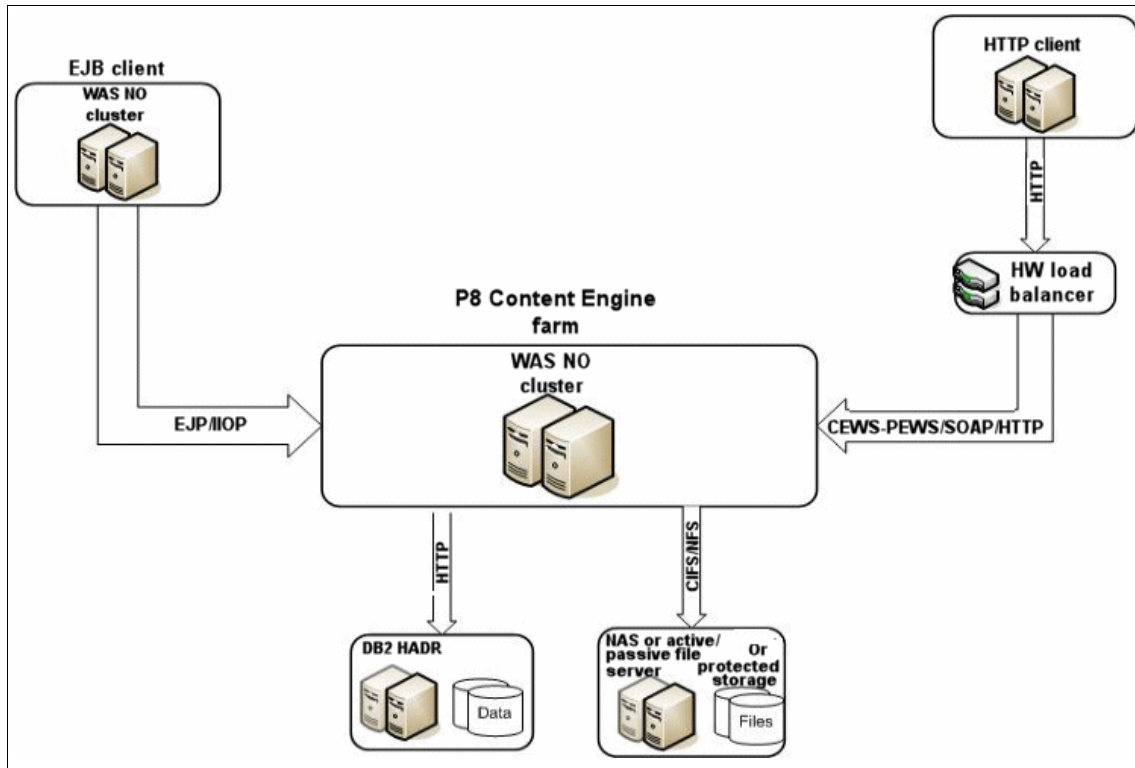 EJB client
WAS NO
cluster
HTTP client
HTTP
HW load
balancer
P8 Content Engine
farm
WAS NO
cluster
EJP/IIOP
CEWS-PEWS/SOAP/HTTP
HTTP
CIFS/NFS
DB2 HADR
Data
NAS or active/
passive file
server
Or
protected
storage
Files